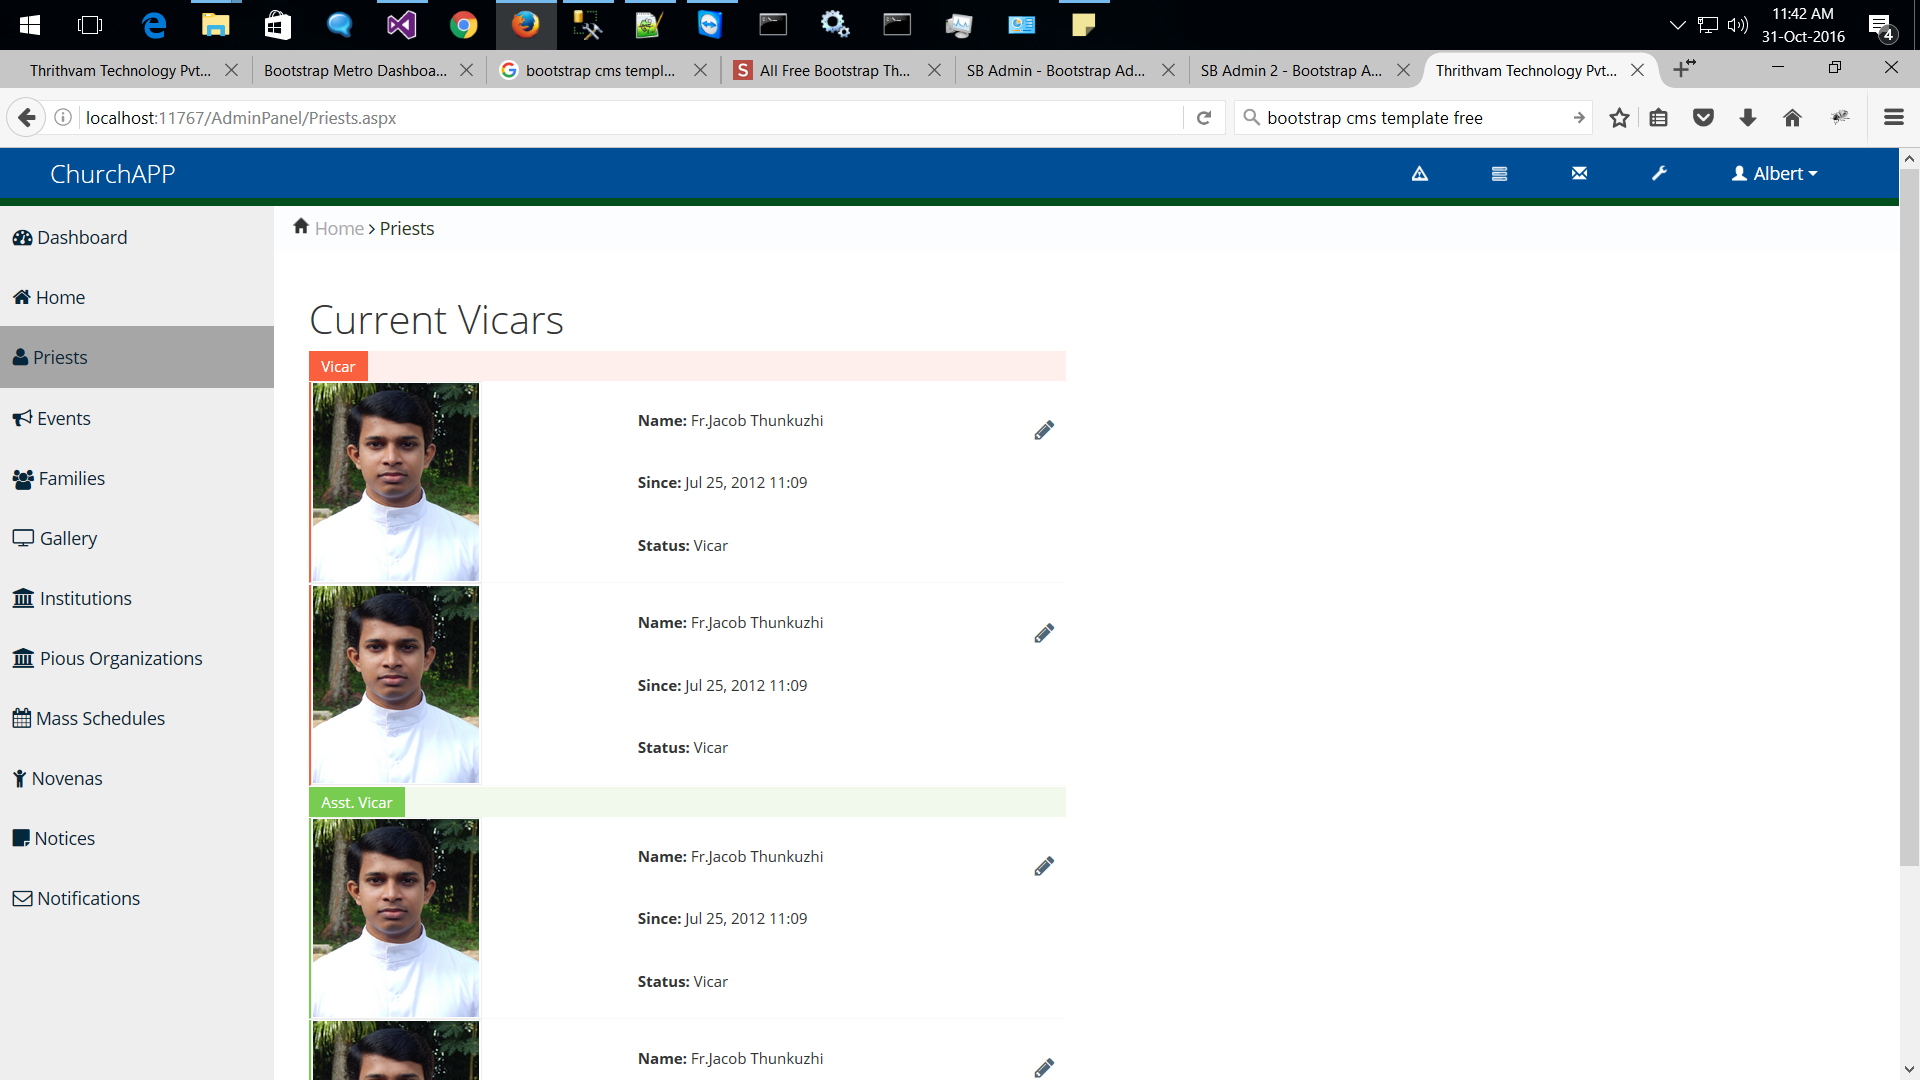 11:42 AM
31-Oct-2016
4
Thrithvam Technology Pvt...
Bootstrap Metro Dashboa...
bootstrap cms templ...
All Free Bootstrap Th...
SB Admin - Bootstrap Ad...
SB Admin 2 - Bootstrap A...
Thrithvam Technology Pvt...
localhost:11767/AdminPanel/Priests.aspx
bootstrap cms template free
ChurchAPP
Albert
Dashboard
Home
Priests
Events
Families
Gallery
Institutions
Pious Organizations
Mass Schedules
Novenas
Notices
Notifications
Home > Priests
Current Vicars
Vicar
Name: Fr.Jacob Thunkuzhi
Since: Jul 25, 2012 11:09
Status: Vicar
Name: Fr.Jacob Thunkuzhi
Since: Jul 25, 2012 11:09
Status: Vicar
Asst. Vicar
Name: Fr.Jacob Thunkuzhi
Since: Jul 25, 2012 11:09
Status: Vicar
Name: Fr.Jacob Thunkuzhi